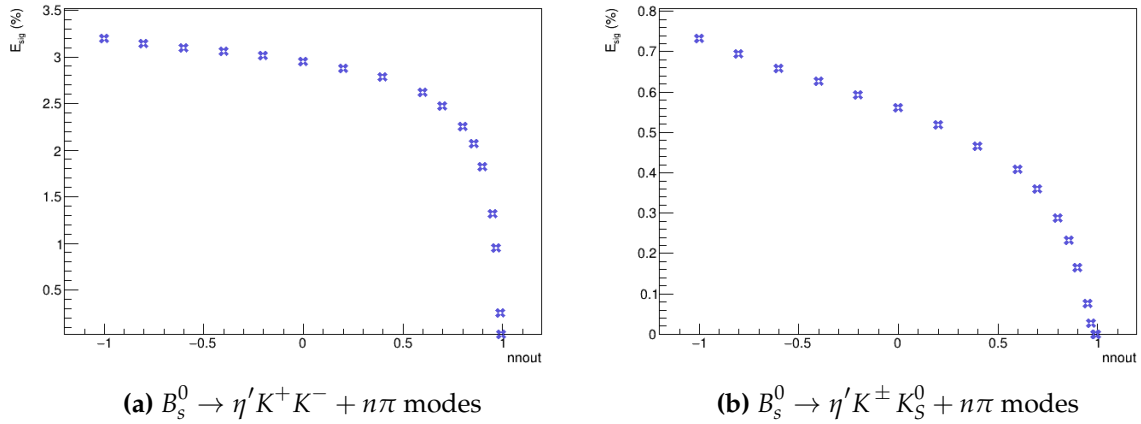 E_sig (%)
3.5
3
2.5
2
1.5
1
0.5
−1 −0.5 0 0.5 1
nnout
(a) B_s^0 → η′K^+K^− + nπ modes
E_sig (%)
0.8
0.7
0.6
0.5
0.4
0.3
0.2
0.1
0
−1 −0.5 0 0.5 1
nnout
(b) B_s^0 → η′K^± K_S^0 + nπ modes